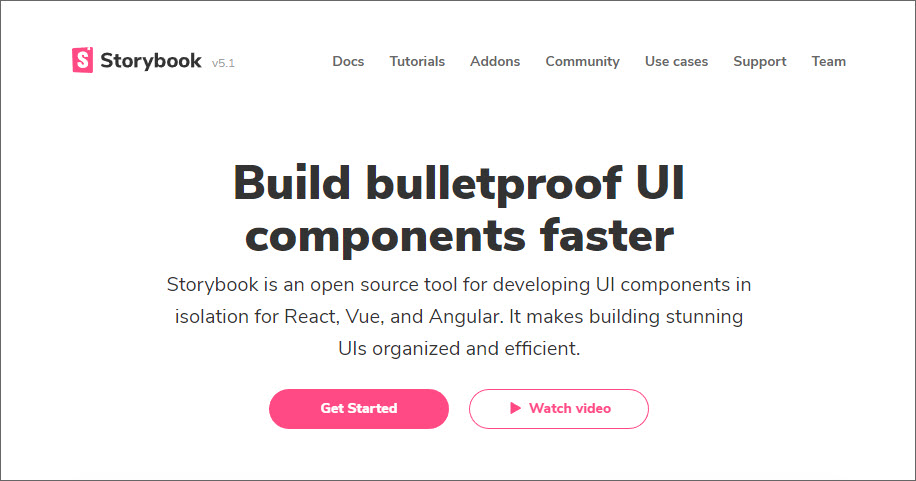 S Storybook v5.1 Docs Tutorials Addons Community Use cases Support Team
Build bulletproof UI
components faster
Storybook is an open source tool for developing UI components in
isolation for React, Vue, and Angular. It makes building stunning
UIs organized and efficient.
Get Started Watch video